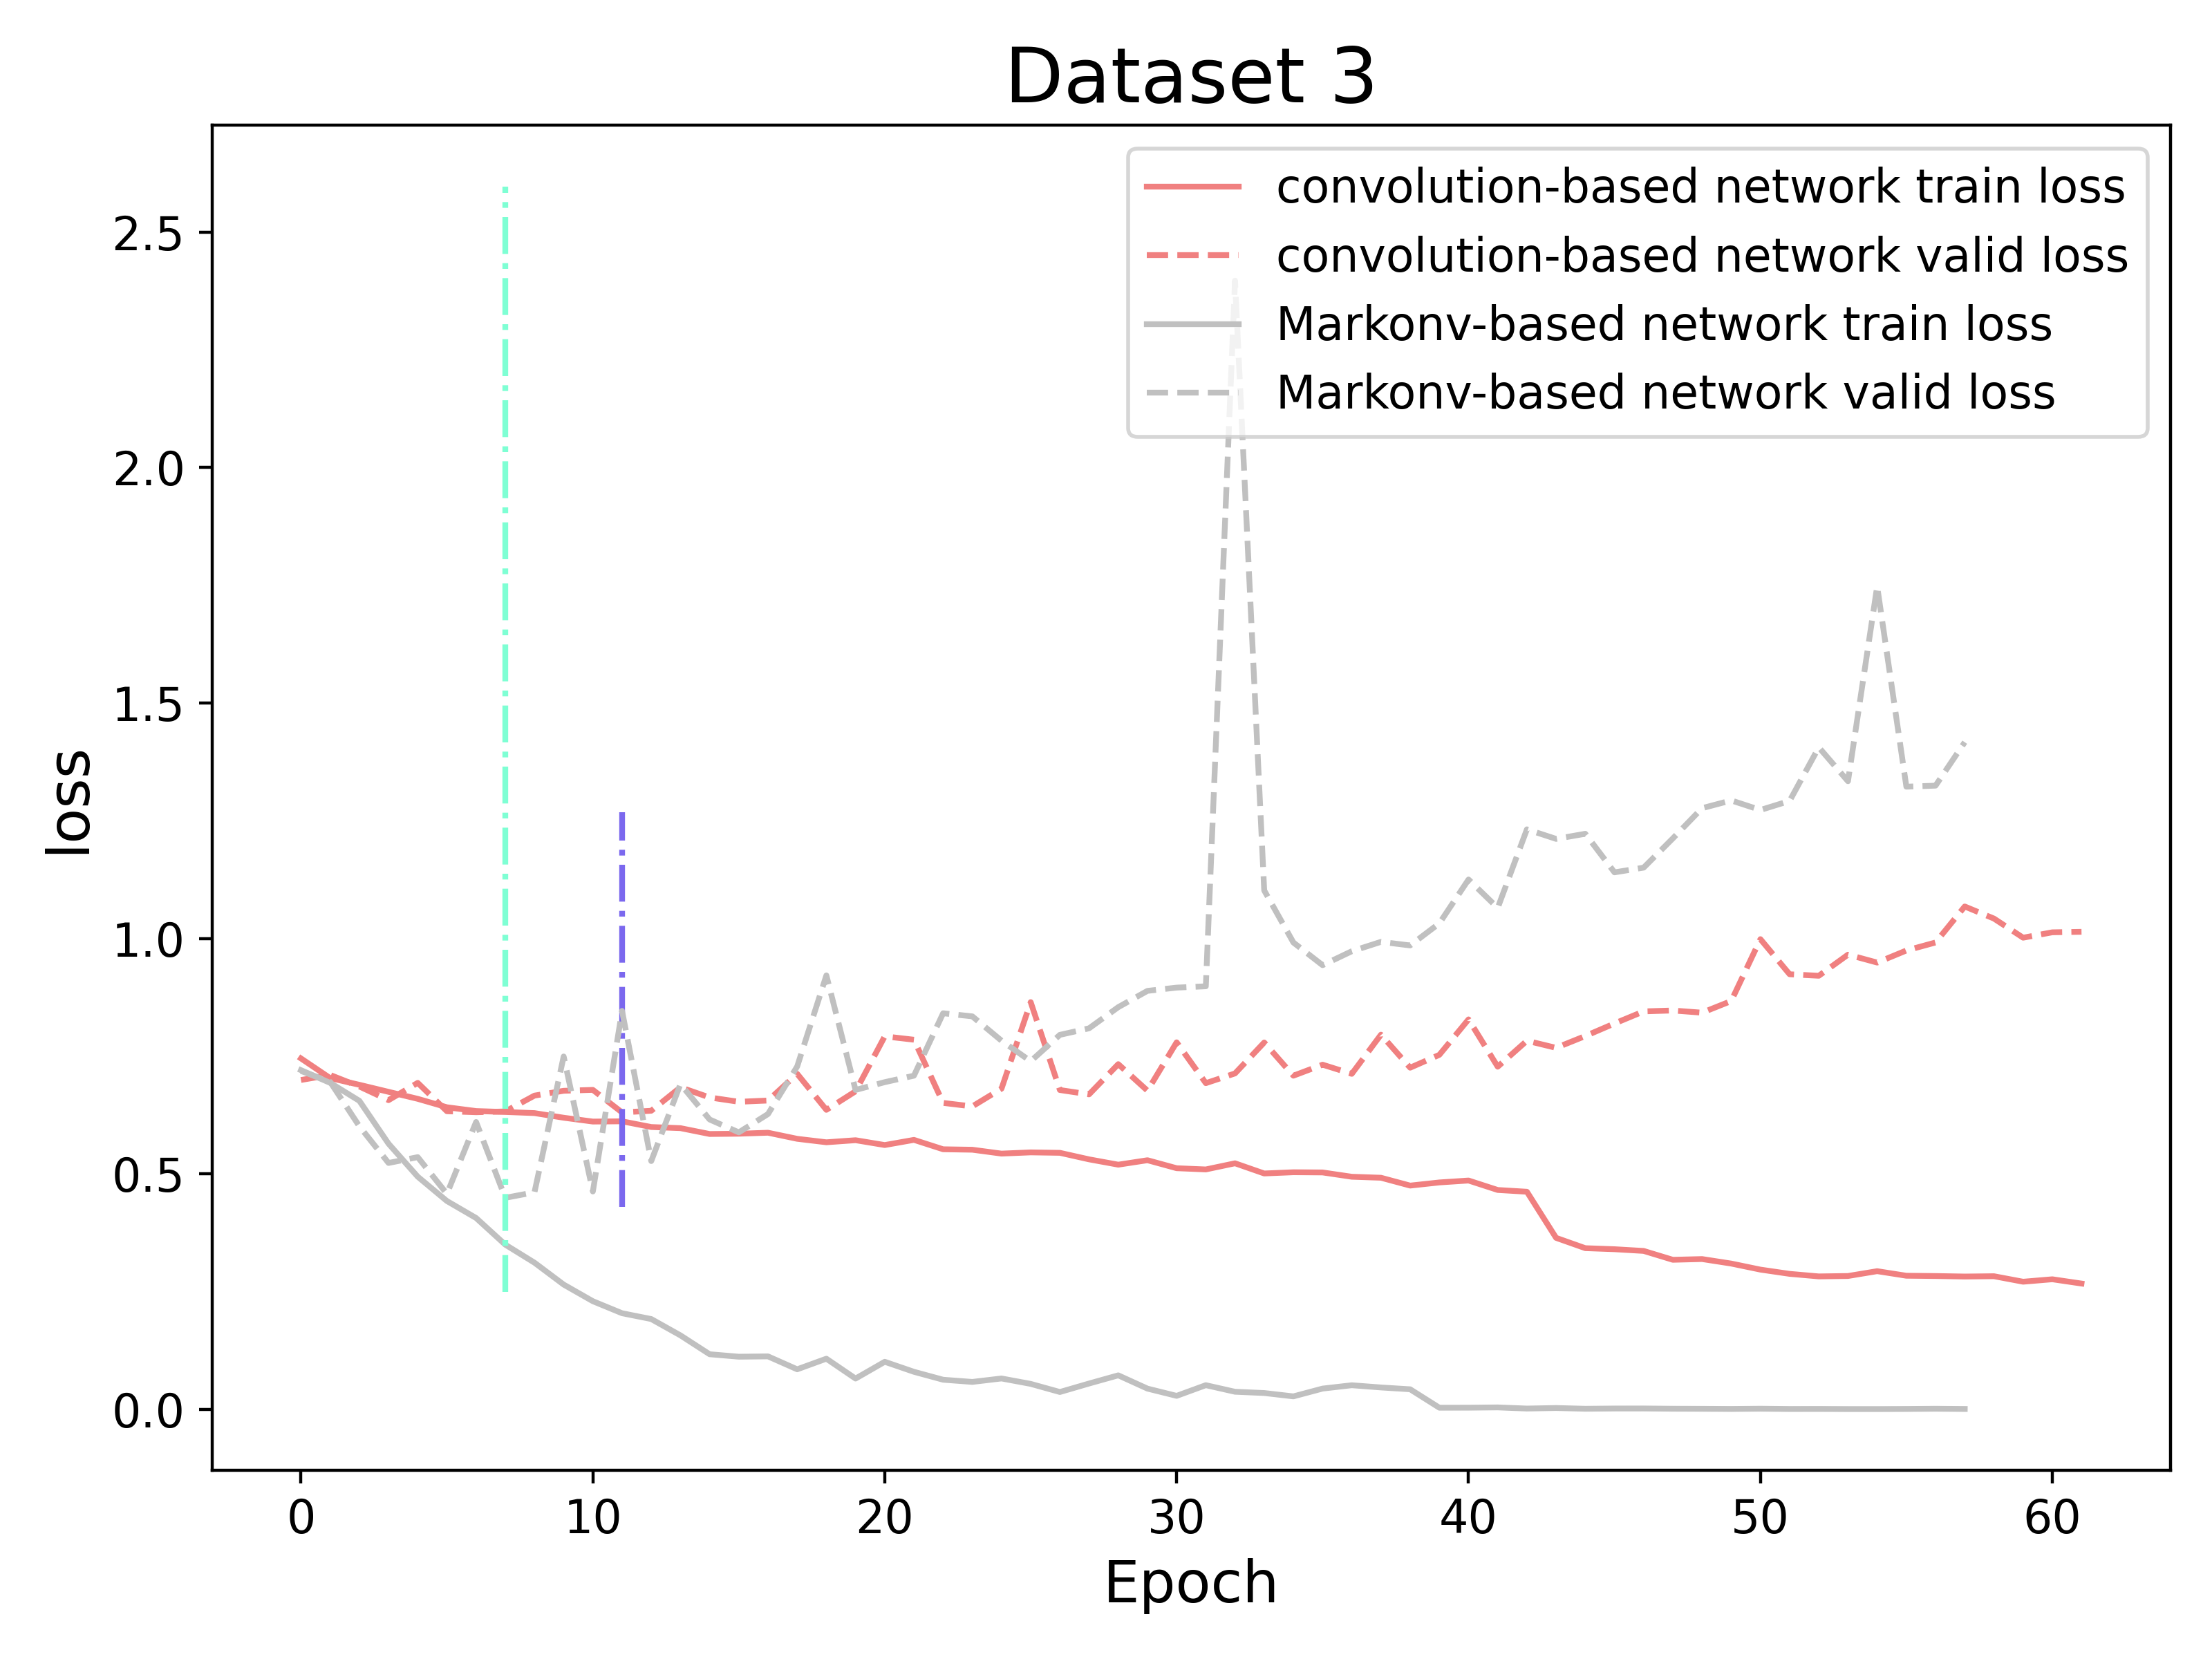 Dataset 3
convolution-based network train loss
convolution-based network valid loss
Markonv-based network train loss
Markonv-based network valid loss
2.5
2.0
1.5
1.0
0.5
0.0
loss
0 10 20 30 40 50 60
Epoch